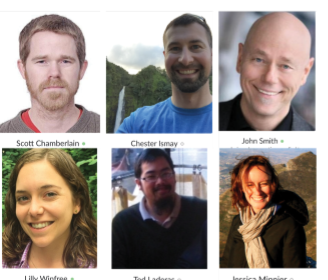 Scott Chamberlain
Chester Ismay
John Smith
Lilly Winfree
Ted Laderas
Jessica Minnier